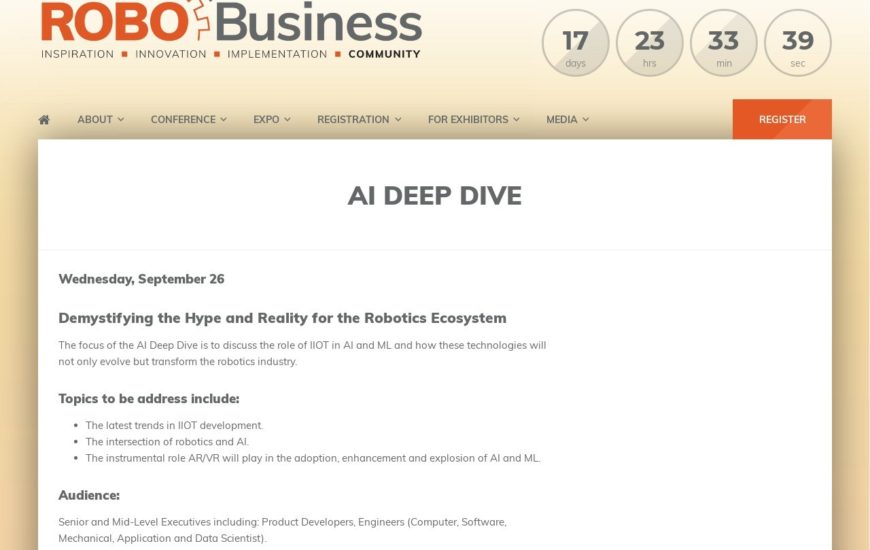 ROBO Business
INSPIRATION ■ INNOVATION ■ IMPLEMENTATION ■ COMMUNITY
17 23 33 39
days hrs min sec
ABOUT CONFERENCE EXPO REGISTRATION FOR EXHIBITORS MEDIA REGISTER
AI DEEP DIVE
Wednesday, September 26
Demystifying the Hype and Reality for the Robotics Ecosystem
The focus of the AI Deep Dive is to discuss the role of IIOT in AI and ML and how these technologies will
not only evolve but transform the robotics industry.
Topics to be address include:
• The latest trends in IIOT development.
• The intersection of robotics and AI.
• The instrumental role AR/VR will play in the adoption, enhancement and explosion of AI and ML.
Audience:
Senior and Mid-Level Executives including: Product Developers, Engineers (Computer, Software,
Mechanical, Application and Data Scientist).